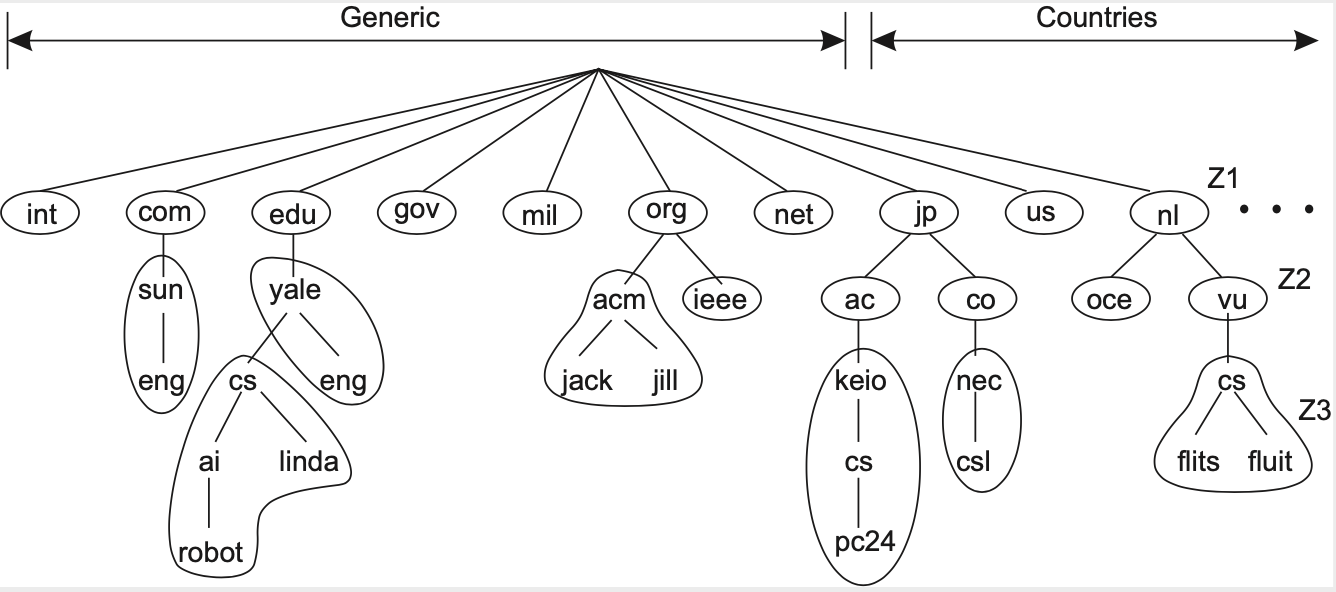 Generic Countries
Z1
int com edu gov mil org net jp us nl • • •
Z2
sun yale acm ieee ac co oce vu
eng cs eng jack jill keio nec cs
Z3
ai linda cs csl flits fluit
robot pc24